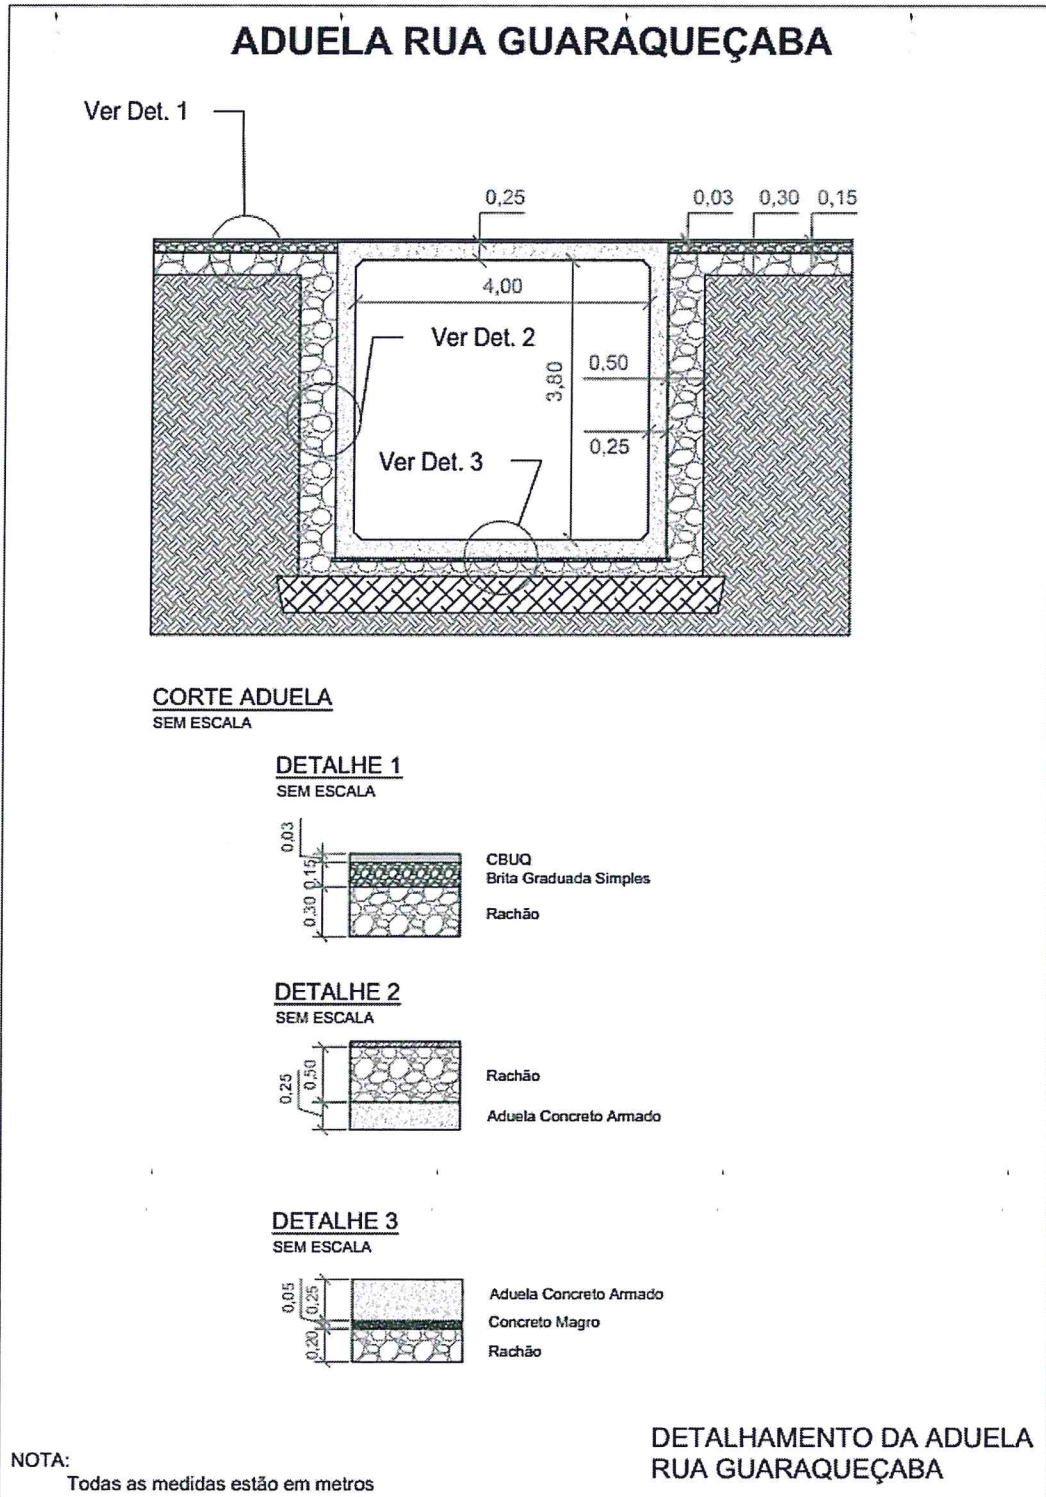 ADUELA RUA GUARAQUEÇABA
Ver Det. 1
0,25
0,03 0,30 0,15
4,00
Ver Det. 2
3,80
0,50
0,25
Ver Det. 3
CORTE ADUELA
SEM ESCALA
DETALHE 1
SEM ESCALA
0,03
0,15
0,30
CBUQ
Brita Graduada Simples
Rachão
DETALHE 2
SEM ESCALA
0,25
0,50
Rachão
Aduela Concreto Armado
DETALHE 3
SEM ESCALA
0,05
0,25
0,20
Aduela Concreto Armado
Concreto Magro
Rachão
DETALHAMENTO DA ADUELA
RUA GUARAQUEÇABA
NOTA:
Todas as medidas estão em metros